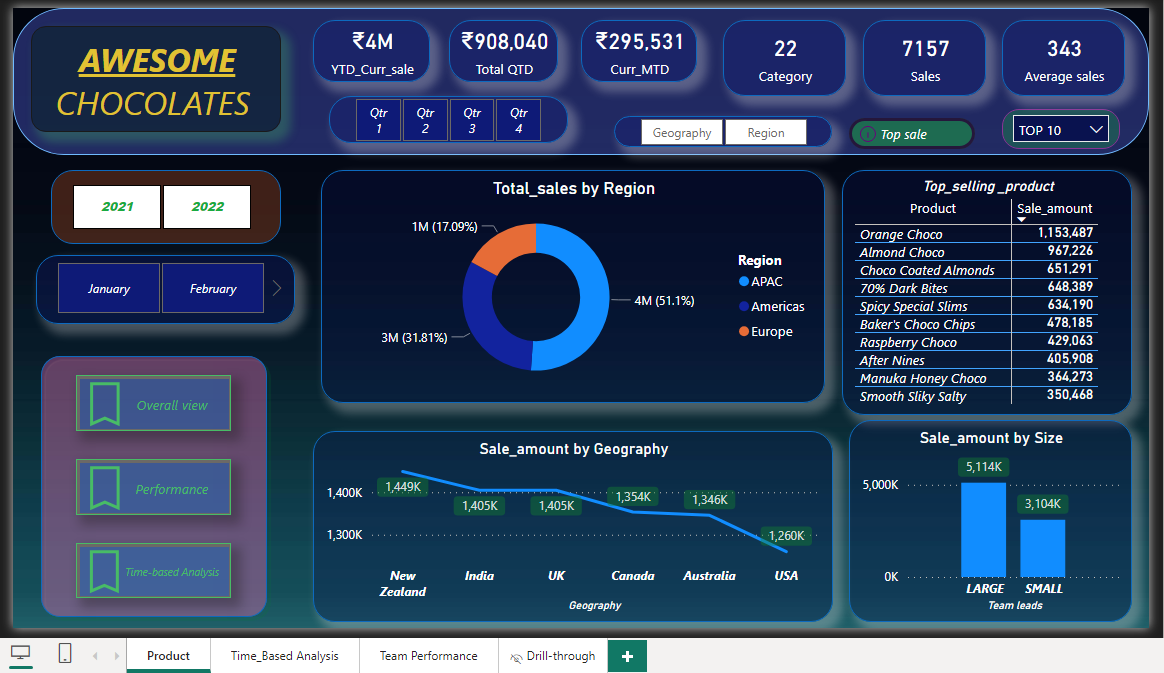 AWESOME
CHOCOLATES
₹4M
YTD_Curr_sale
₹908,040
Total QTD
₹295,531
Curr_MTD
22
Category
7157
Sales
343
Average sales
Qtr
1
Qtr
2
Qtr
3
Qtr
4
Geography
Region
Top sale
TOP 10
2021
2022
January
February
Overall view
Performance
Time-based Analysis
Total_sales by Region
1M (17.09%)
4M (51.1%)
3M (31.81%)
Region
APAC
Americas
Europe
Top_selling _product
Product Sale_amount
Orange Choco 1,153,487
Almond Choco 967,226
Choco Coated Almonds 651,291
70% Dark Bites 648,389
Spicy Special Slims 634,190
Baker's Choco Chips 478,185
Raspberry Choco 429,063
After Nines 405,908
Manuka Honey Choco 364,273
Smooth Sliky Salty 350,468
Sale_amount by Geography
1,400K
1,300K
1,449K
1,405K
1,405K
1,354K
1,346K
1,260K
New
Zealand
India
UK
Canada
Australia
USA
Geography
Sale_amount by Size
5,000K
0K
5,114K
3,104K
LARGE
SMALL
Team leads
Product
Time_Based Analysis
Team Performance
Drill-through